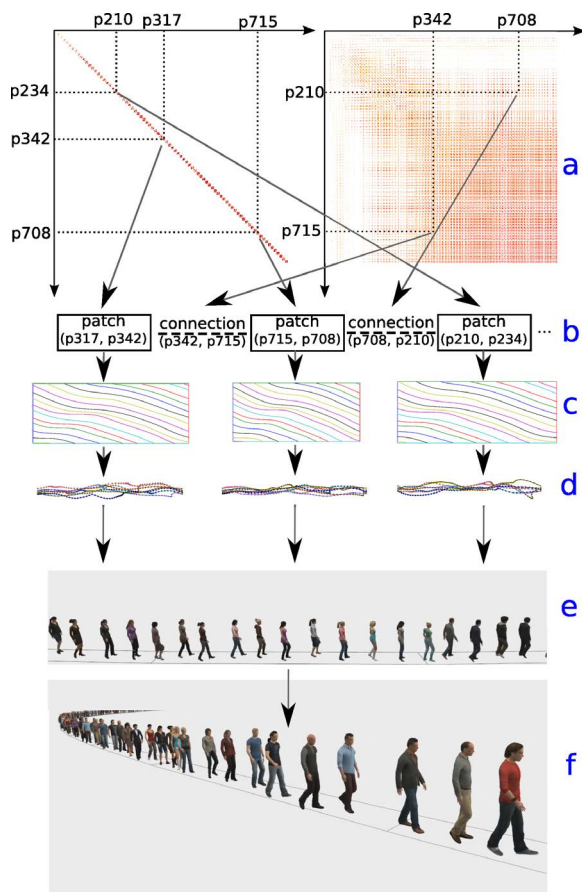 p210 p317 p715 p342 p708
p234
p210
p342
a
p708
p715
patch connection patch connection patch
(p317, p342) (p342, p715) (p715, p708) (p708, p210) (p210, p234) ... b
c
d
e
f